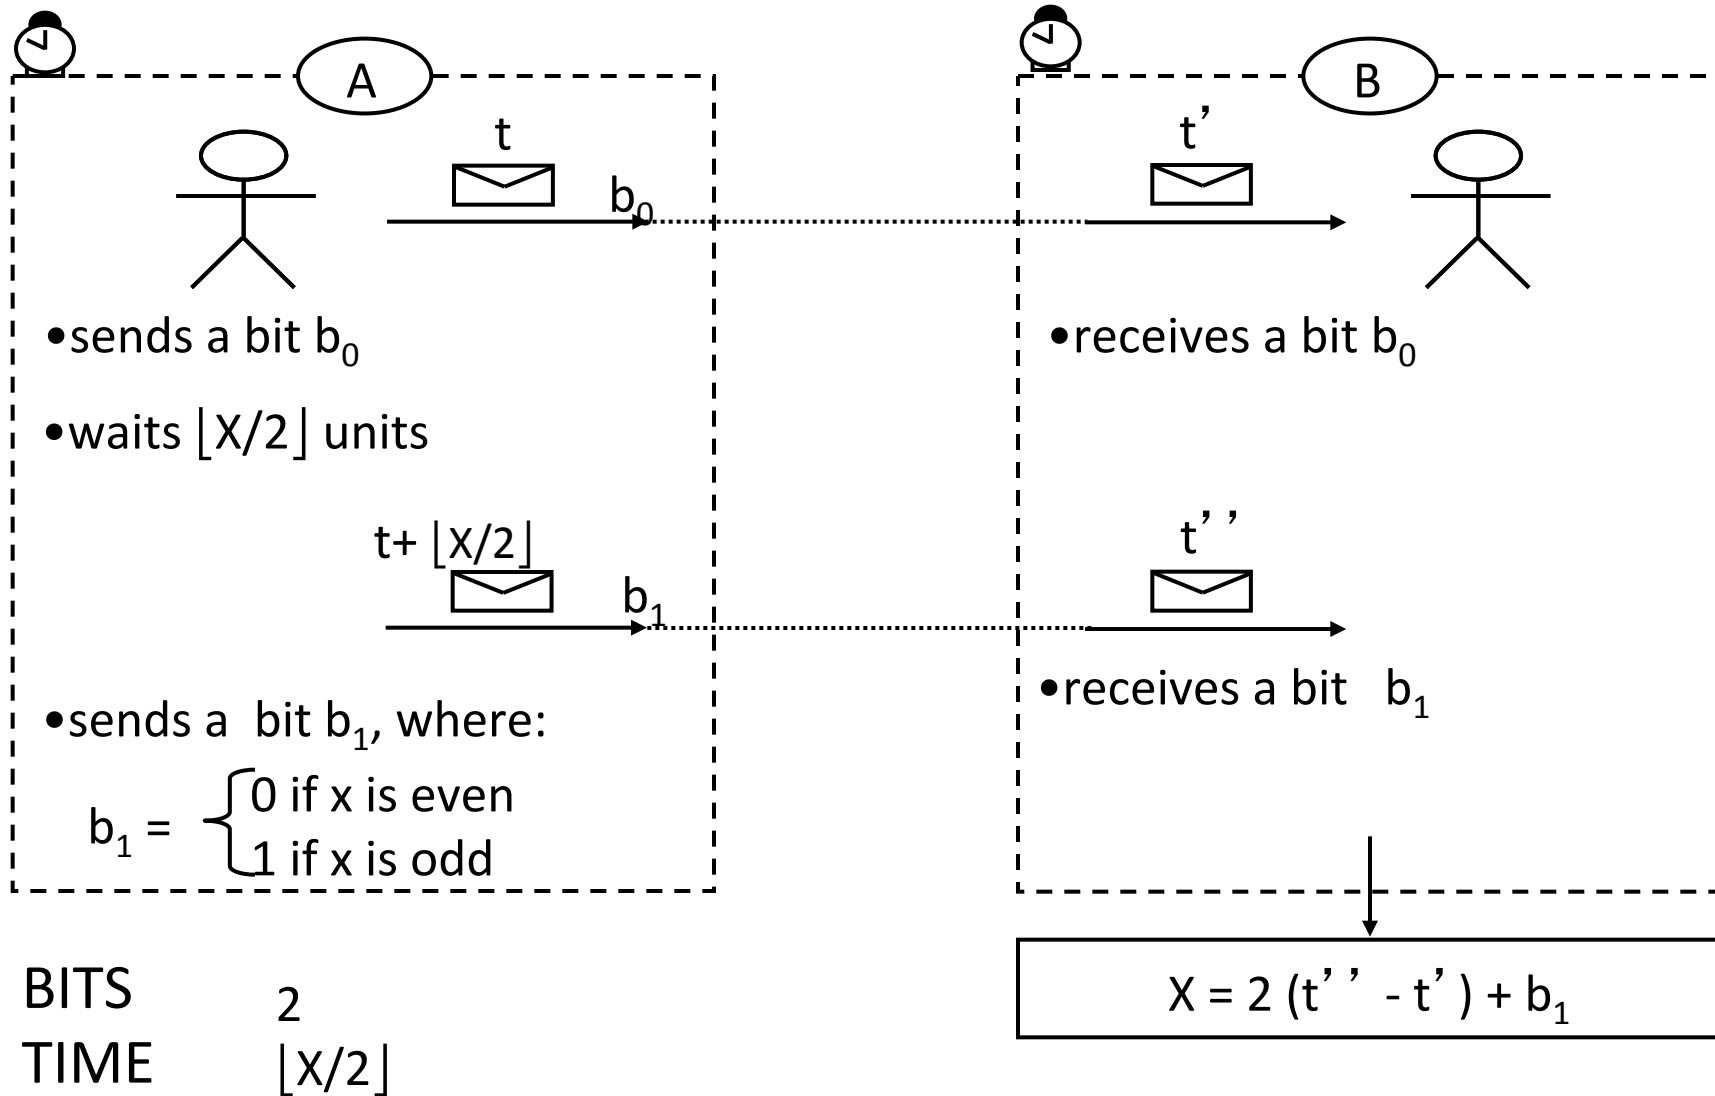 A
B
t
t’
b₀
•sends a bit b₀
•receives a bit b₀
•waits ⌊X/2⌋ units
t+ ⌊X/2⌋
t’’
b₁
•receives a bit b₁
•sends a bit b₁, where:
0 if x is even
b₁ =
1 if x is odd
BITS 2
TIME ⌊X/2⌋
X = 2 (t’’ - t’) + b₁